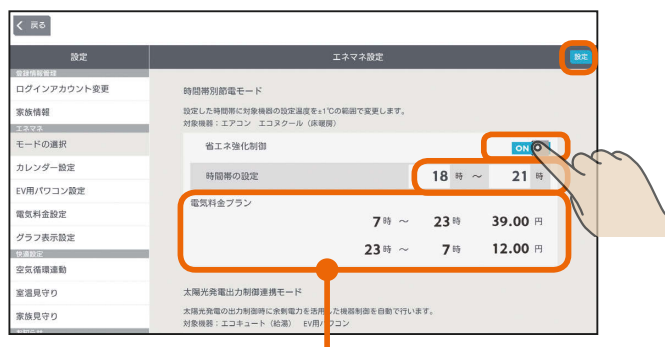 戻る
設定
エネマネ設定
設定
登録情報管理
ログインアカウント変更
家族情報
エネマネ
モードの選択
カレンダー設定
EV用パワコン設定
電気料金設定
グラフ表示設定
快適設定
空気循環連動
室温見守り
家族見守り
時間帯別節電モード
設定した時間帯に対象機器の設定温度を±1℃の範囲で変更します。
対象機器：エアコン エコヌクール（床暖房）
省エネ強化制御
ON
時間帯の設定
18 時 ～ 21 時
電気料金プラン
7時 ～ 23時 39.00 円
23時 ～ 7時 12.00 円
太陽光発電出力制御連携モード
太陽光発電の出力制御時に余剰電力を活用した機器制御を自動で行います。
対象機器：エコキュート（給湯） EV用パワコン